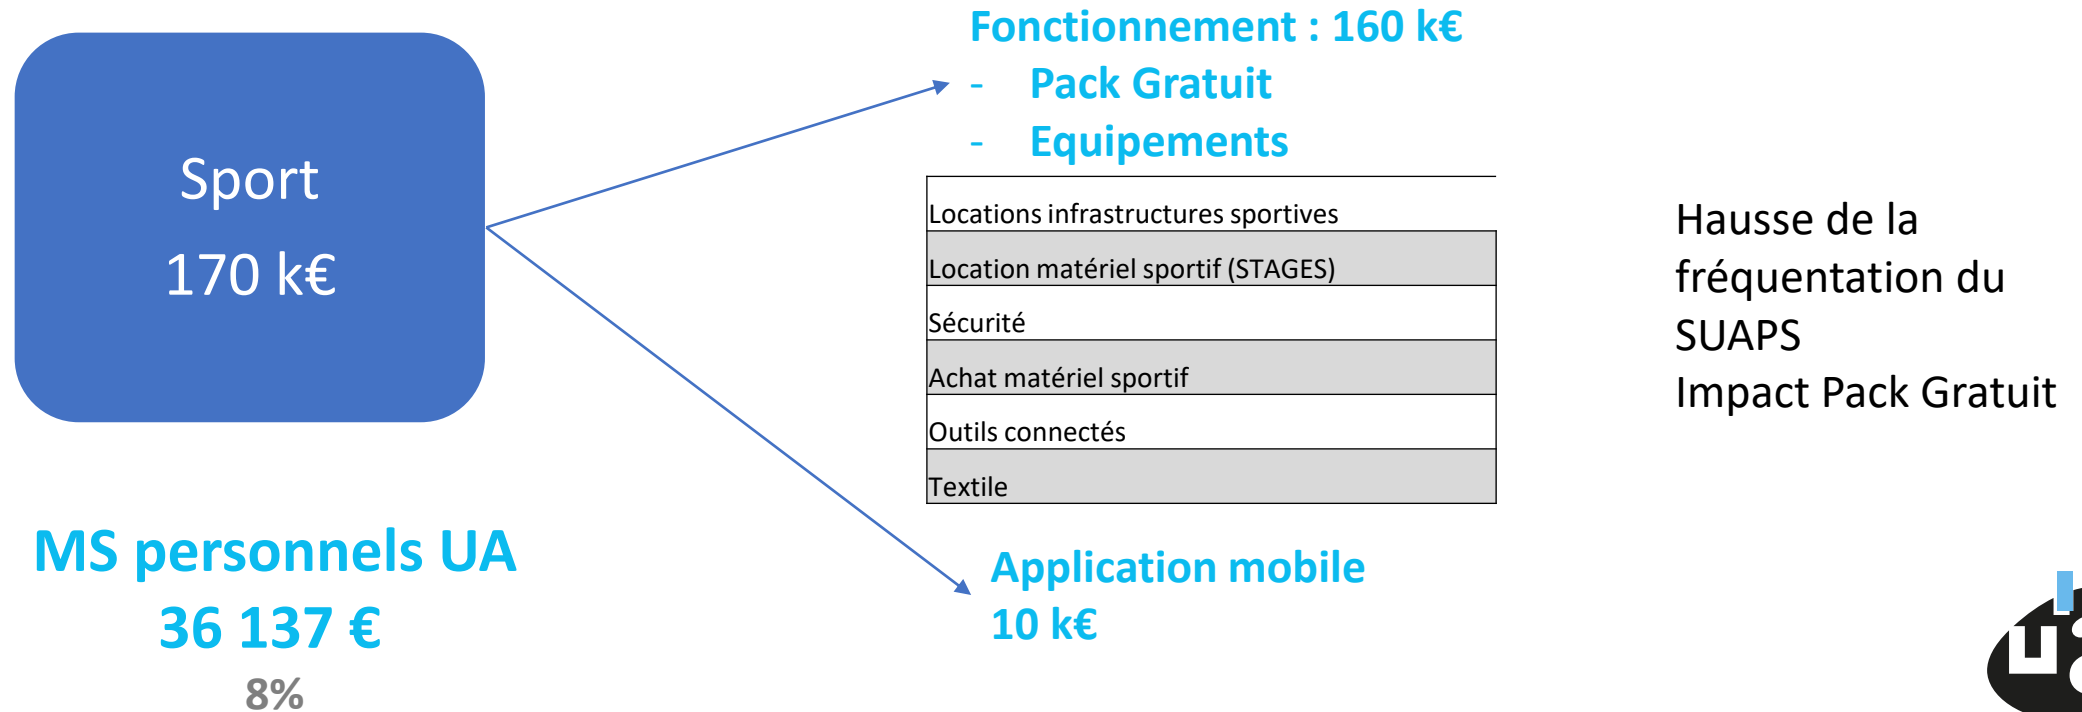 Sport
170 k€
MS personnels UA
36 137 €
8%
Fonctionnement : 160 k€
- Pack Gratuit
- Equipements
Locations infrastructures sportives
Location matériel sportif (STAGES)
Sécurité
Achat matériel sportif
Outils connectés
Textile
Application mobile
10 k€
Hausse de la
fréquentation du
SUAPS
Impact Pack Gratuit